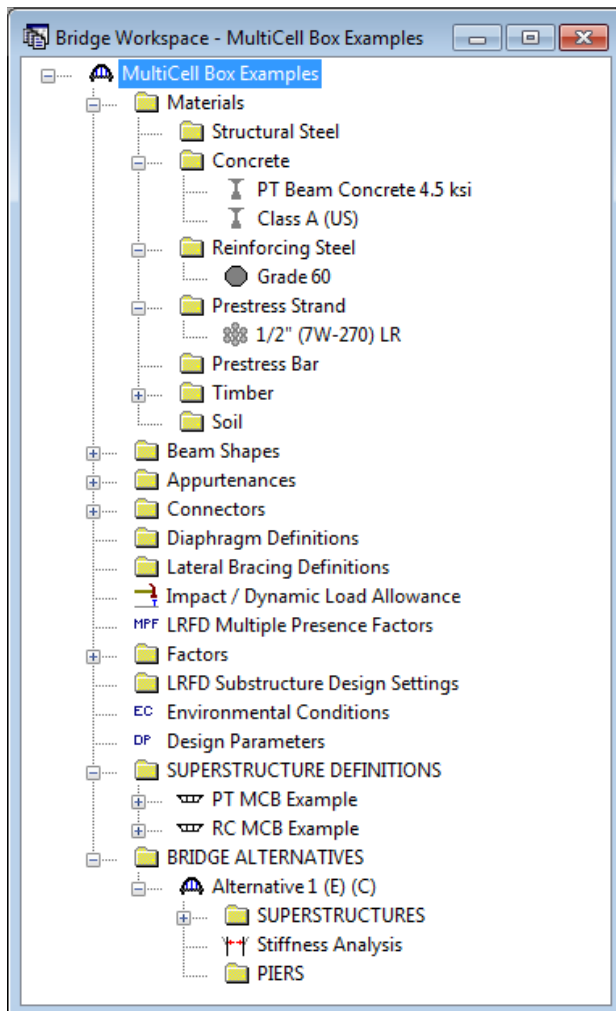 Bridge Workspace - MultiCell Box Examples
MultiCell Box Examples
Materials
Structural Steel
Concrete
PT Beam Concrete 4.5 ksi
Class A (US)
Reinforcing Steel
Grade 60
Prestress Strand
1/2" (7W-270) LR
Prestress Bar
Timber
Soil
Beam Shapes
Appurtenances
Connectors
Diaphragm Definitions
Lateral Bracing Definitions
Impact / Dynamic Load Allowance
MPF LRFD Multiple Presence Factors
Factors
LRFD Substructure Design Settings
EC Environmental Conditions
DP Design Parameters
SUPERSTRUCTURE DEFINITIONS
PT MCB Example
RC MCB Example
BRIDGE ALTERNATIVES
Alternative 1 (E) (C)
SUPERSTRUCTURES
Stiffness Analysis
PIERS